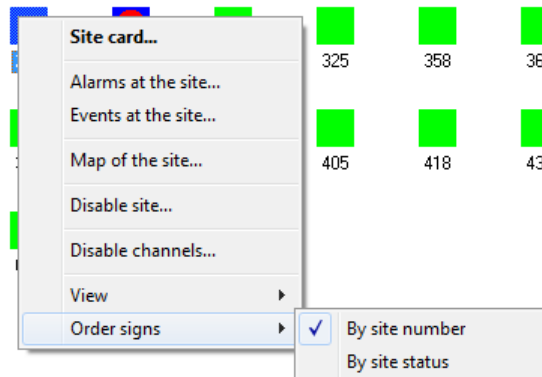 Site card...
325
358
Alarms at the site...
Events at the site...
Map of the site...
405
418
Disable site...
Disable channels...
View
Order signs
By site number
By site status